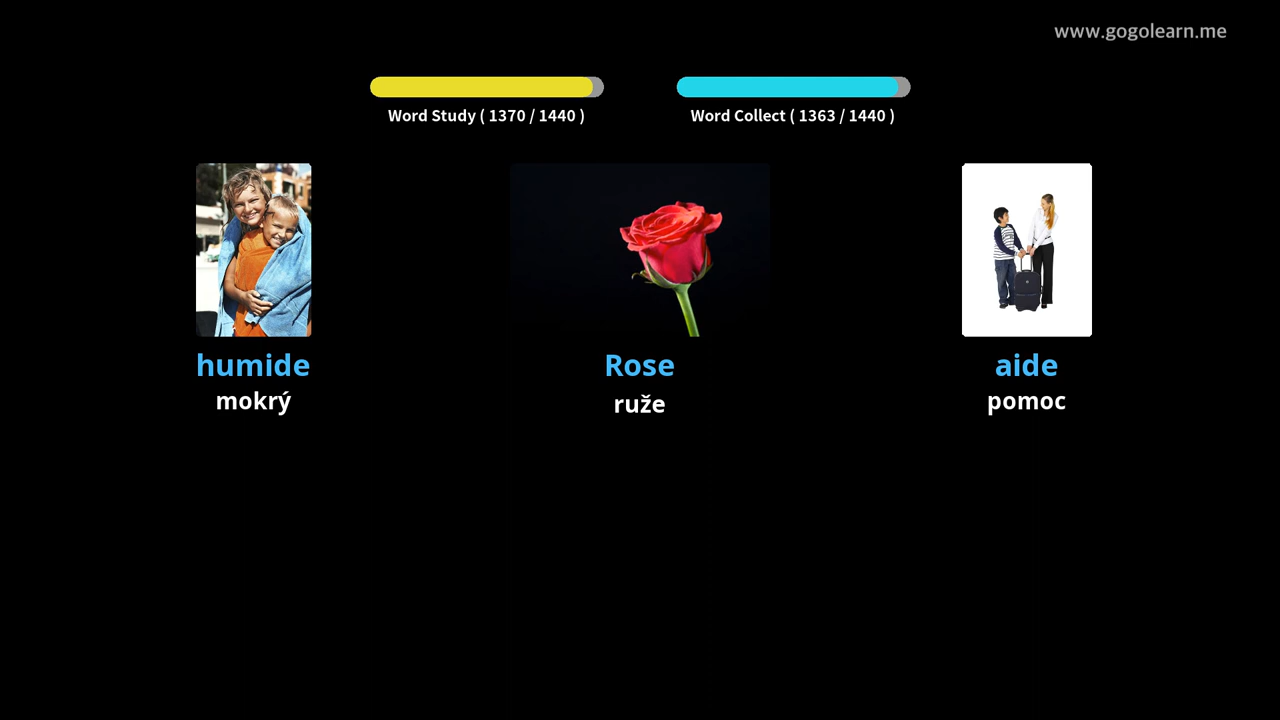 www.gogolearn.me
Word Study ( 1370 / 1440 )
Word Collect ( 1363 / 1440 )
humide
mokrý
Rose
ruže
aide
pomoc